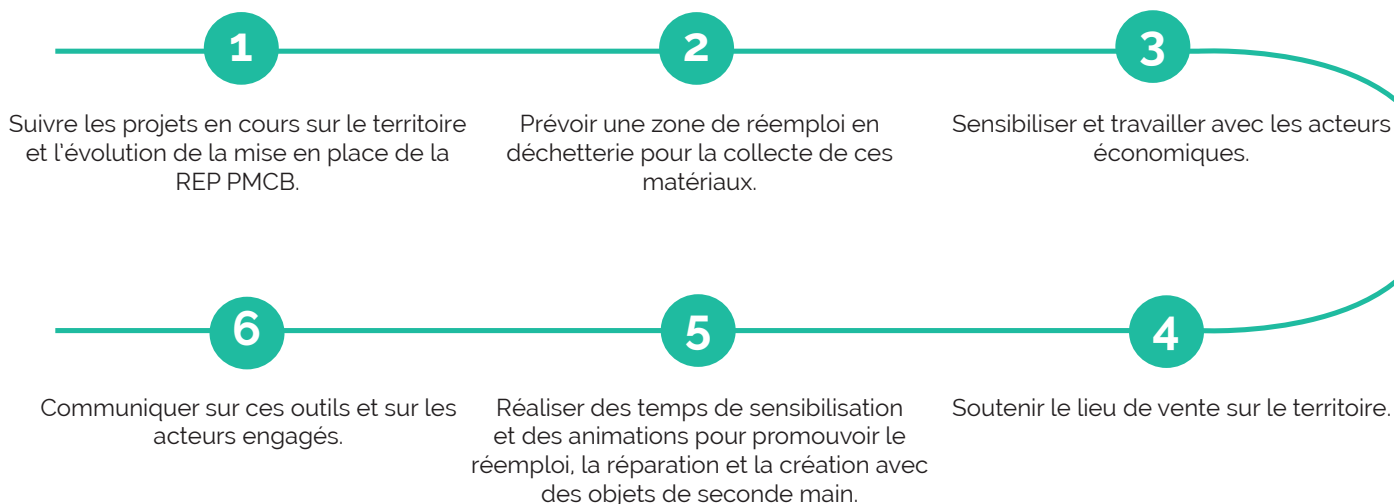 1
Suivre les projets en cours sur le territoire
et l'évolution de la mise en place de la
REP PMCB.
2
Prévoir une zone de réemploi en
déchetterie pour la collecte de ces
matériaux.
3
Sensibiliser et travailler avec les acteurs
économiques.
4
Soutenir le lieu de vente sur le territoire.
5
Réaliser des temps de sensibilisation
et des animations pour promouvoir le
réemploi, la réparation et la création avec
des objets de seconde main.
6
Communiquer sur ces outils et sur les
acteurs engagés.